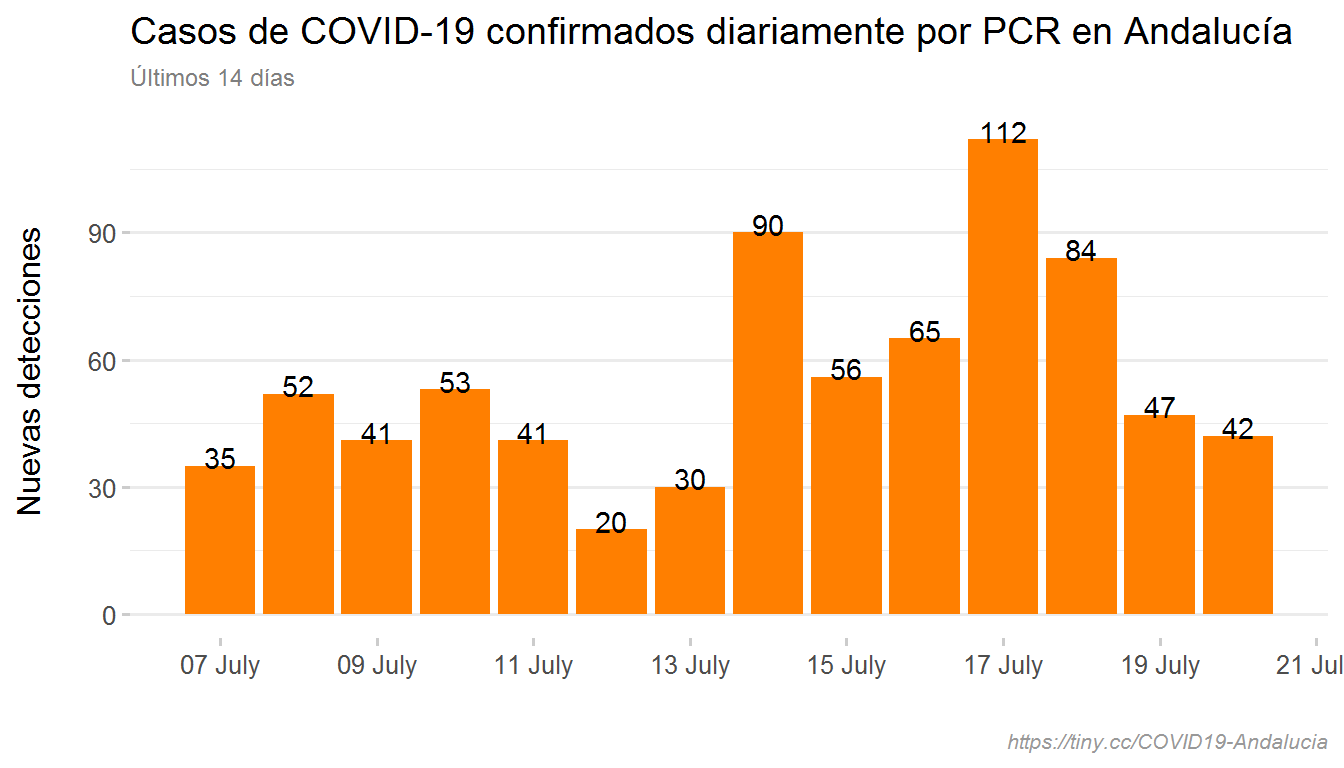 Casos de COVID-19 confirmados diariamente por PCR en Andalucía
Últimos 14 días
Nuevas detecciones
90
60
30
0
35
52
41
53
41
20
30
90
56
65
112
84
47
42
07 July
09 July
11 July
13 July
15 July
17 July
19 July
21 Jul
https://tiny.cc/COVID19-Andalucia